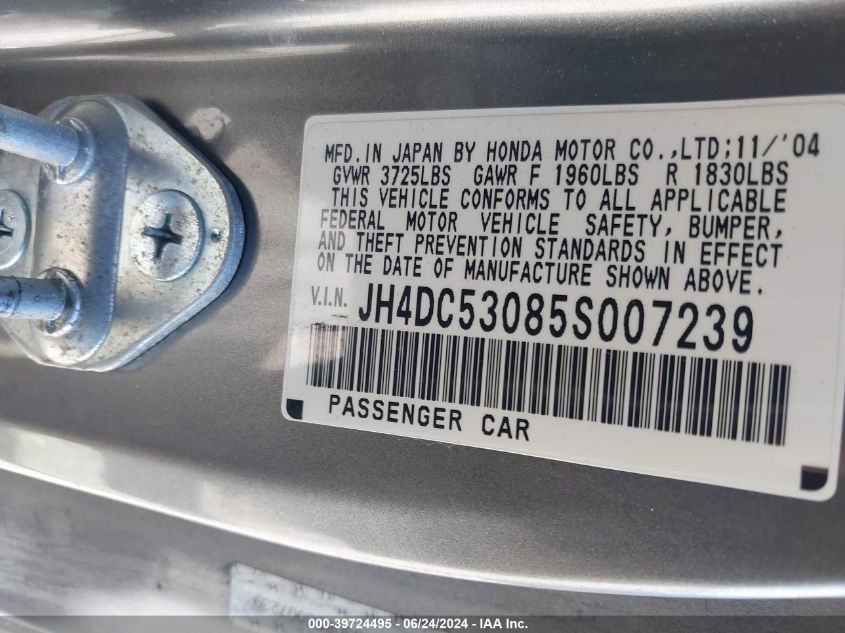 MFD.IN JAPAN BY HONDA MOTOR CO.,LTD;11/'04
GVWR 3725LBS GAWR F 1960LBS R 1830LBS
THIS VEHICLE CONFORMS TO ALL APPLICABLE
FEDERAL MOTOR VEHICLE SAFETY, BUMPER,
AND THEFT PREVENTION STANDARDS IN EFFECT
ON THE DATE OF MANUFACTURE SHOWN ABOVE.
V.I.N. JH4DC53085S007239
PASSENGER CAR
000-39724495 - 06/24/2024 - IAA Inc.